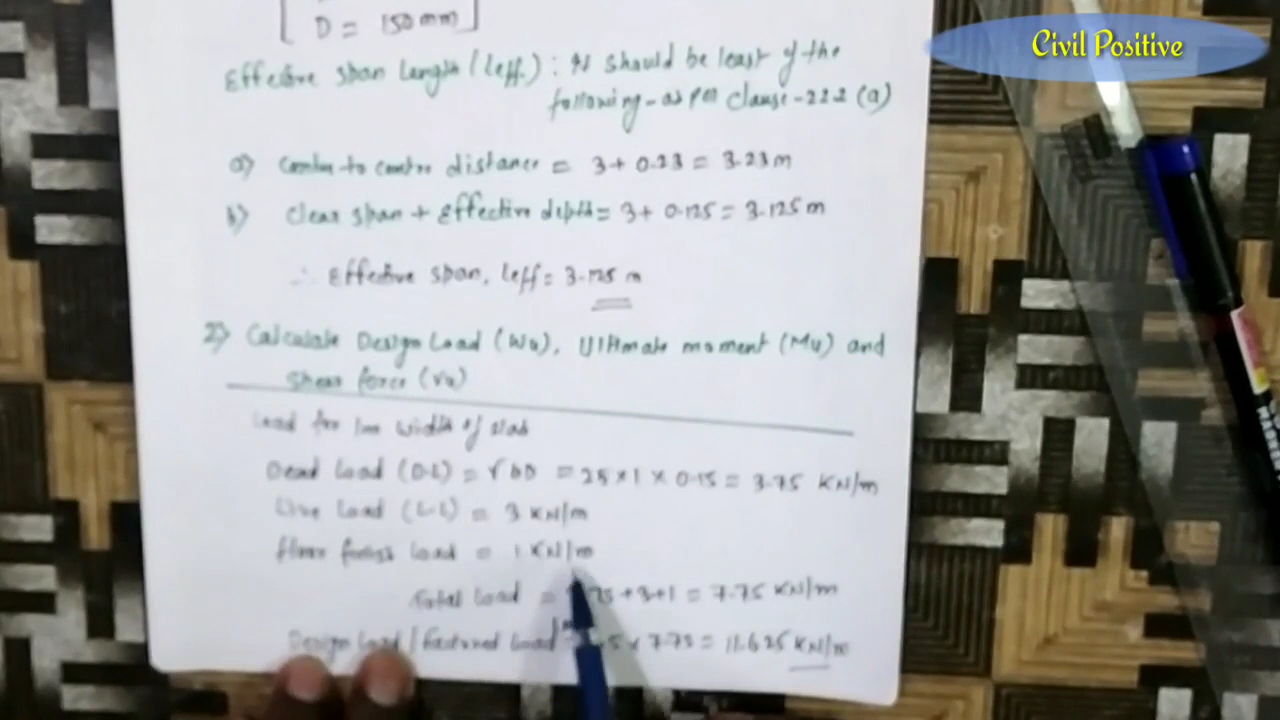 D = 150 mm
Civil Positive
Effective span Length (leff.) : It should be least of the
following - as per clause - 22.2 (a)
a) Center to centre distance = 3 + 0.23 = 3.23 m
b) Clear span + Effective depth = 3 + 0.125 = 3.125 m
∴ Effective span, leff = 3.125 m
2) Calculate Design Load (Wu), Ultimate moment (Mu) and
Shear force (Vu)
Load for 1m width of slab
Dead Load (D.L) = γbD = 25 × 1 × 0.15 = 3.75 KN/m
Live Load (L.L) = 3 KN/m
Floor finish load = 1 KN/m
Total Load = 75 + 3 + 1 = 7.75 KN/m
Design Load / factored Load 5 × 7.75 = 11.625 KN/m